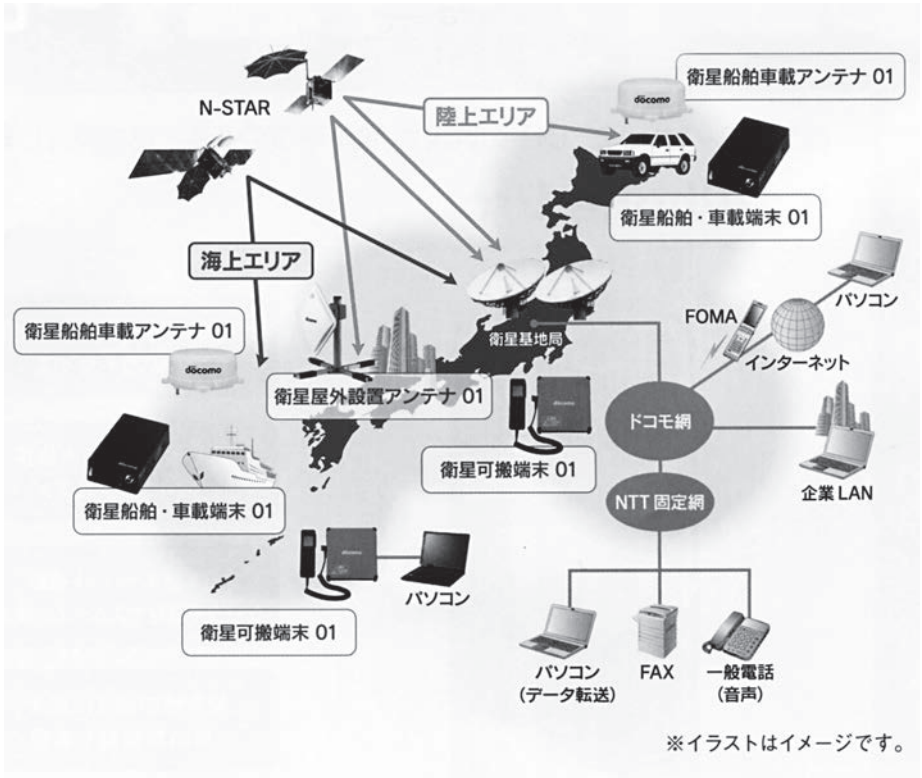 N-STAR
陸上エリア
docomo
衛星船舶車載アンテナ 01
衛星船舶・車載端末 01
海上エリア
衛星船舶車載アンテナ 01
docomo
衛星基地局
FOMA
パソコン
インターネット
衛星屋外設置アンテナ 01
docomo
衛星可搬端末 01
ドコモ網
企業 LAN
衛星船舶・車載端末 01
NTT 固定網
docomo
パソコン
衛星可搬端末 01
パソコン
(データ転送)
FAX
一般電話
(音声)
※イラストはイメージです。